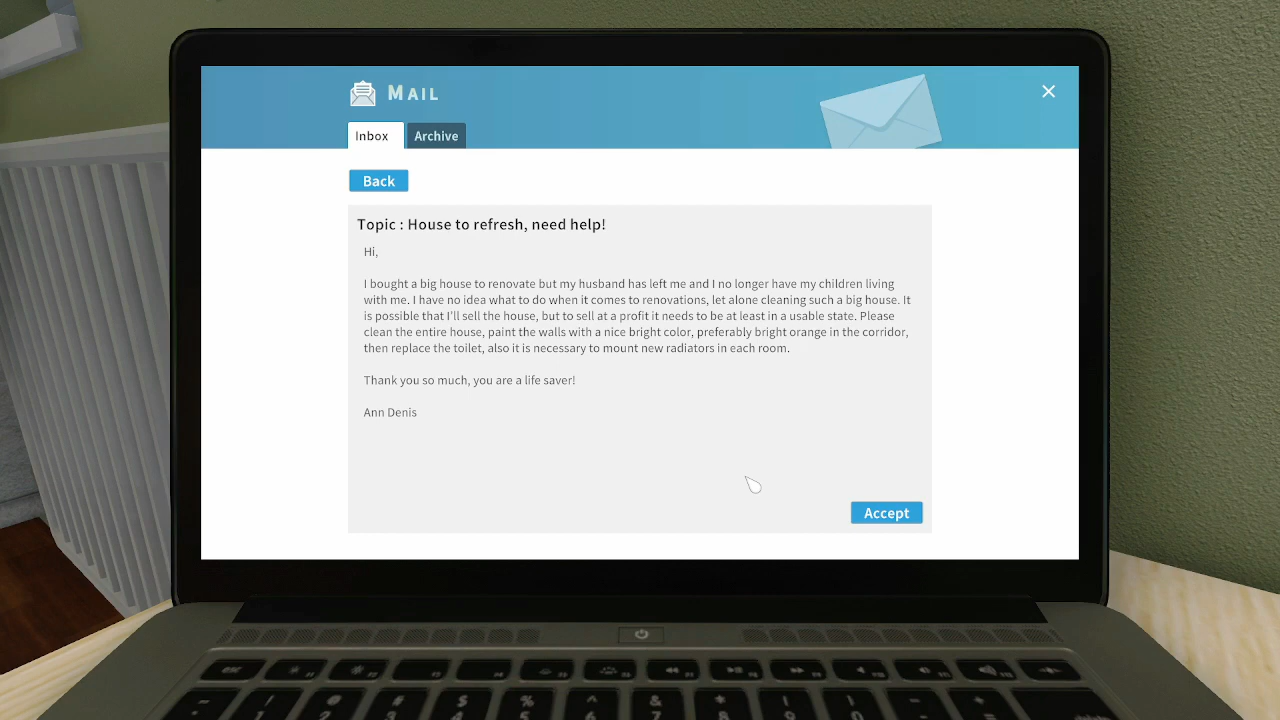 MAIL
Inbox
Archive
Back
Topic : House to refresh, need help!
Hi,
I bought a big house to renovate but my husband has left me and I no longer have my children living
with me. I have no idea what to do when it comes to renovations, let alone cleaning such a big house. It
is possible that I'll sell the house, but to sell at a profit it needs to be at least in a usable state. Please
clean the entire house, paint the walls with a nice bright color, preferably bright orange in the corridor,
then replace the toilet, also it is necessary to mount new radiators in each room.
Thank you so much, you are a life saver!
Ann Denis
Accept